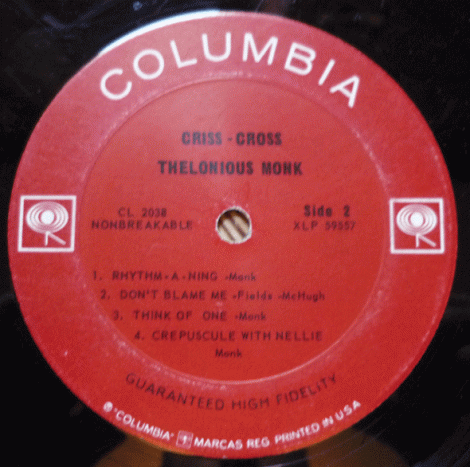 COLUMBIA
CRISS-CROSS
THELONIOUS MONK
CL 2038
NONBREAKABLE
Side 2
XLP 59557
1. RHYTHM-A-NING -Monk
2. DON'T BLAME ME -Fields -McHugh
3. THINK OF ONE -Monk
4. CREPUSCULE WITH NELLIE
Monk
GUARANTEED HIGH FIDELITY
® "COLUMBIA" MARCAS REG. PRINTED IN U.S.A.